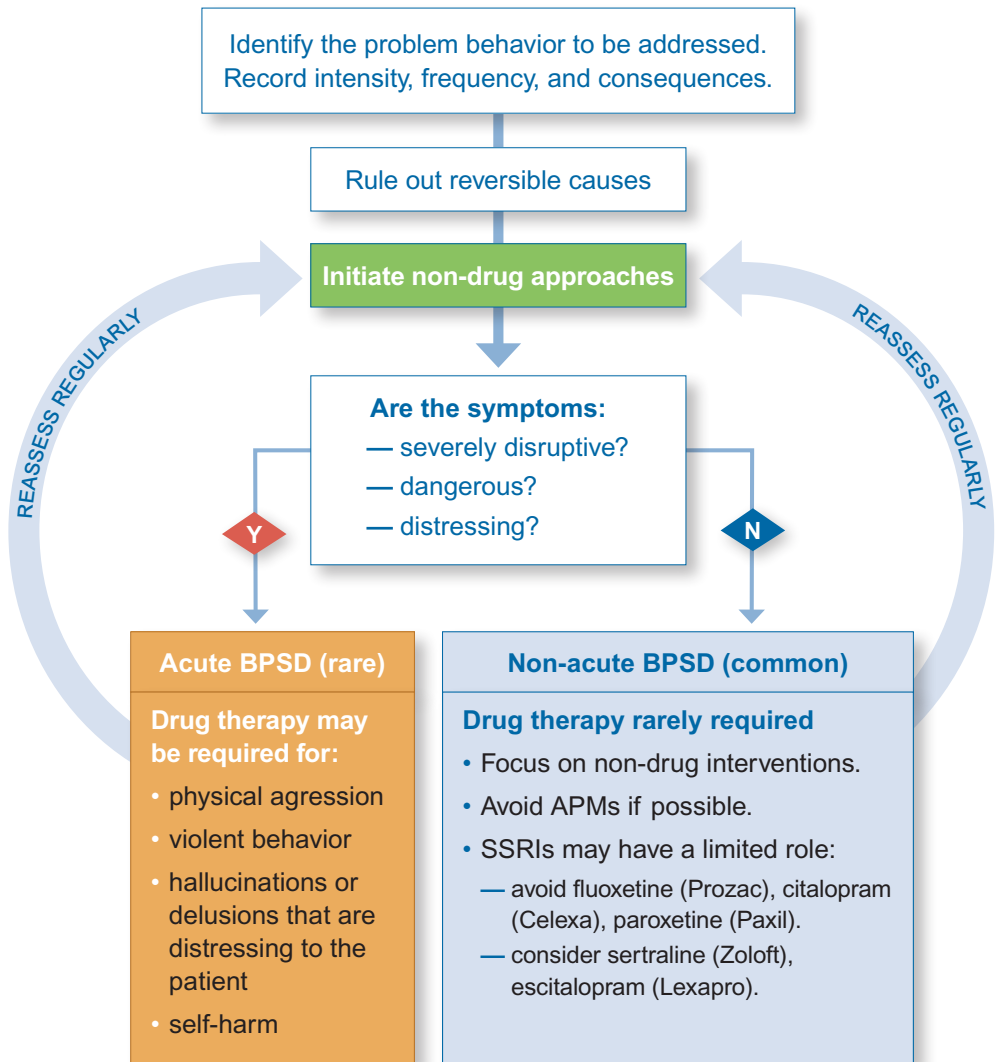 Identify the problem behavior to be addressed.
Record intensity, frequency, and consequences.
Rule out reversible causes
Initiate non-drug approaches
REASSESS REGULARLY
REASSESS REGULARLY
Are the symptoms:
— severely disruptive?
— dangerous?
— distressing?
Y
N
Acute BPSD (rare)
Drug therapy may
be required for:
• physical agression
• violent behavior
• hallucinations or
delusions that are
distressing to the
patient
• self-harm
Non-acute BPSD (common)
Drug therapy rarely required
• Focus on non-drug interventions.
• Avoid APMs if possible.
• SSRIs may have a limited role:
— avoid fluoxetine (Prozac), citalopram
(Celexa), paroxetine (Paxil).
— consider sertraline (Zoloft),
escitalopram (Lexapro).